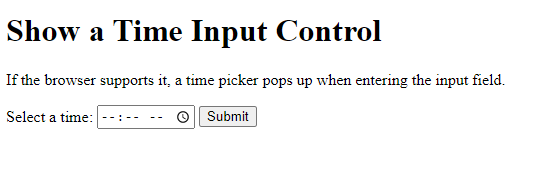 Show a Time Input Control
If the browser supports it, a time picker pops up when entering the input field.
Select a time: --:-- -- Submit